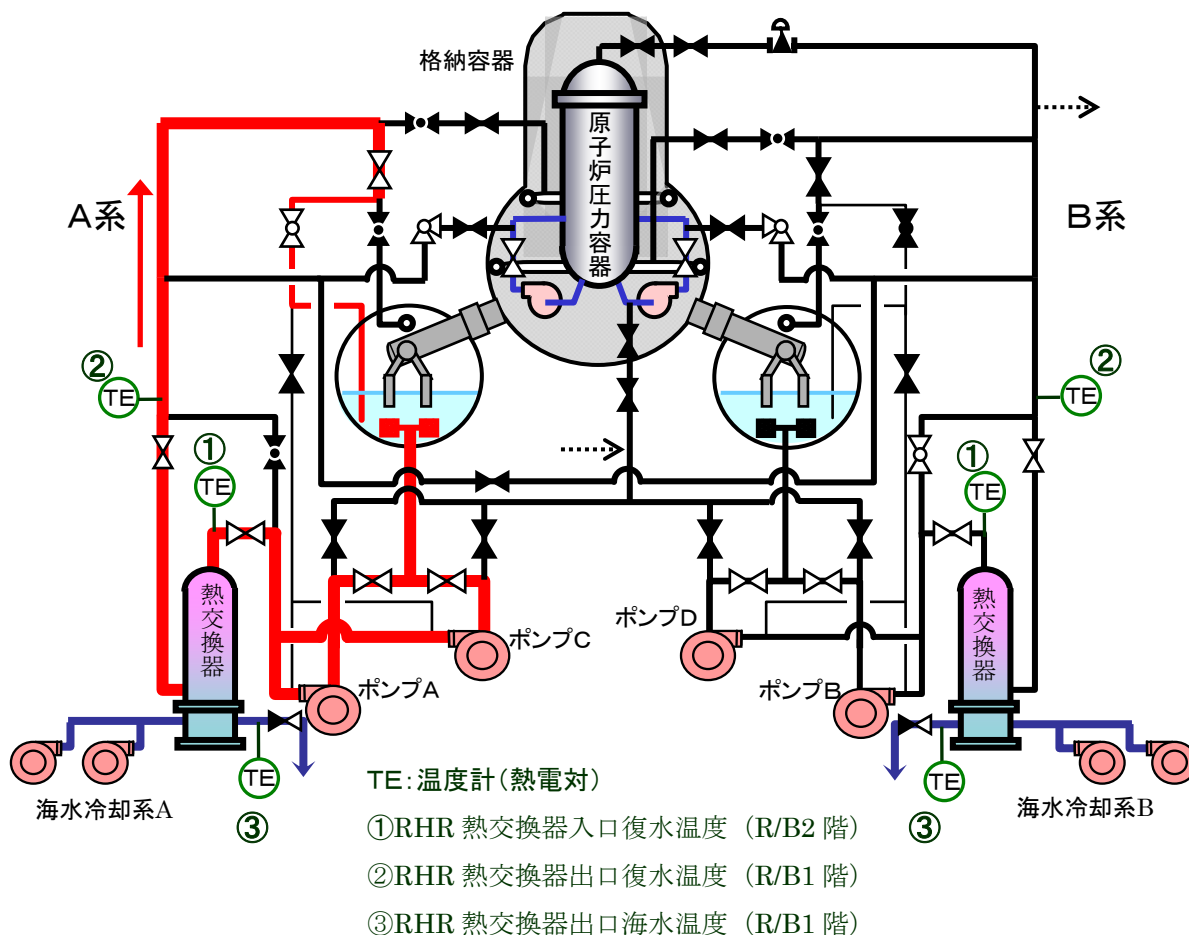 格納容器
原子炉圧力容器
A系
B系
②
TE
②
TE
①
TE
①
TE
熱交換器
熱交換器
ポンプC
ポンプD
ポンプA
ポンプB
TE
③
TE
③
海水冷却系A
海水冷却系B
TE:温度計(熱電対)
①RHR 熱交換器入口復水温度 (R/B2 階)
②RHR 熱交換器出口復水温度 (R/B1 階)
③RHR 熱交換器出口海水温度 (R/B1 階)